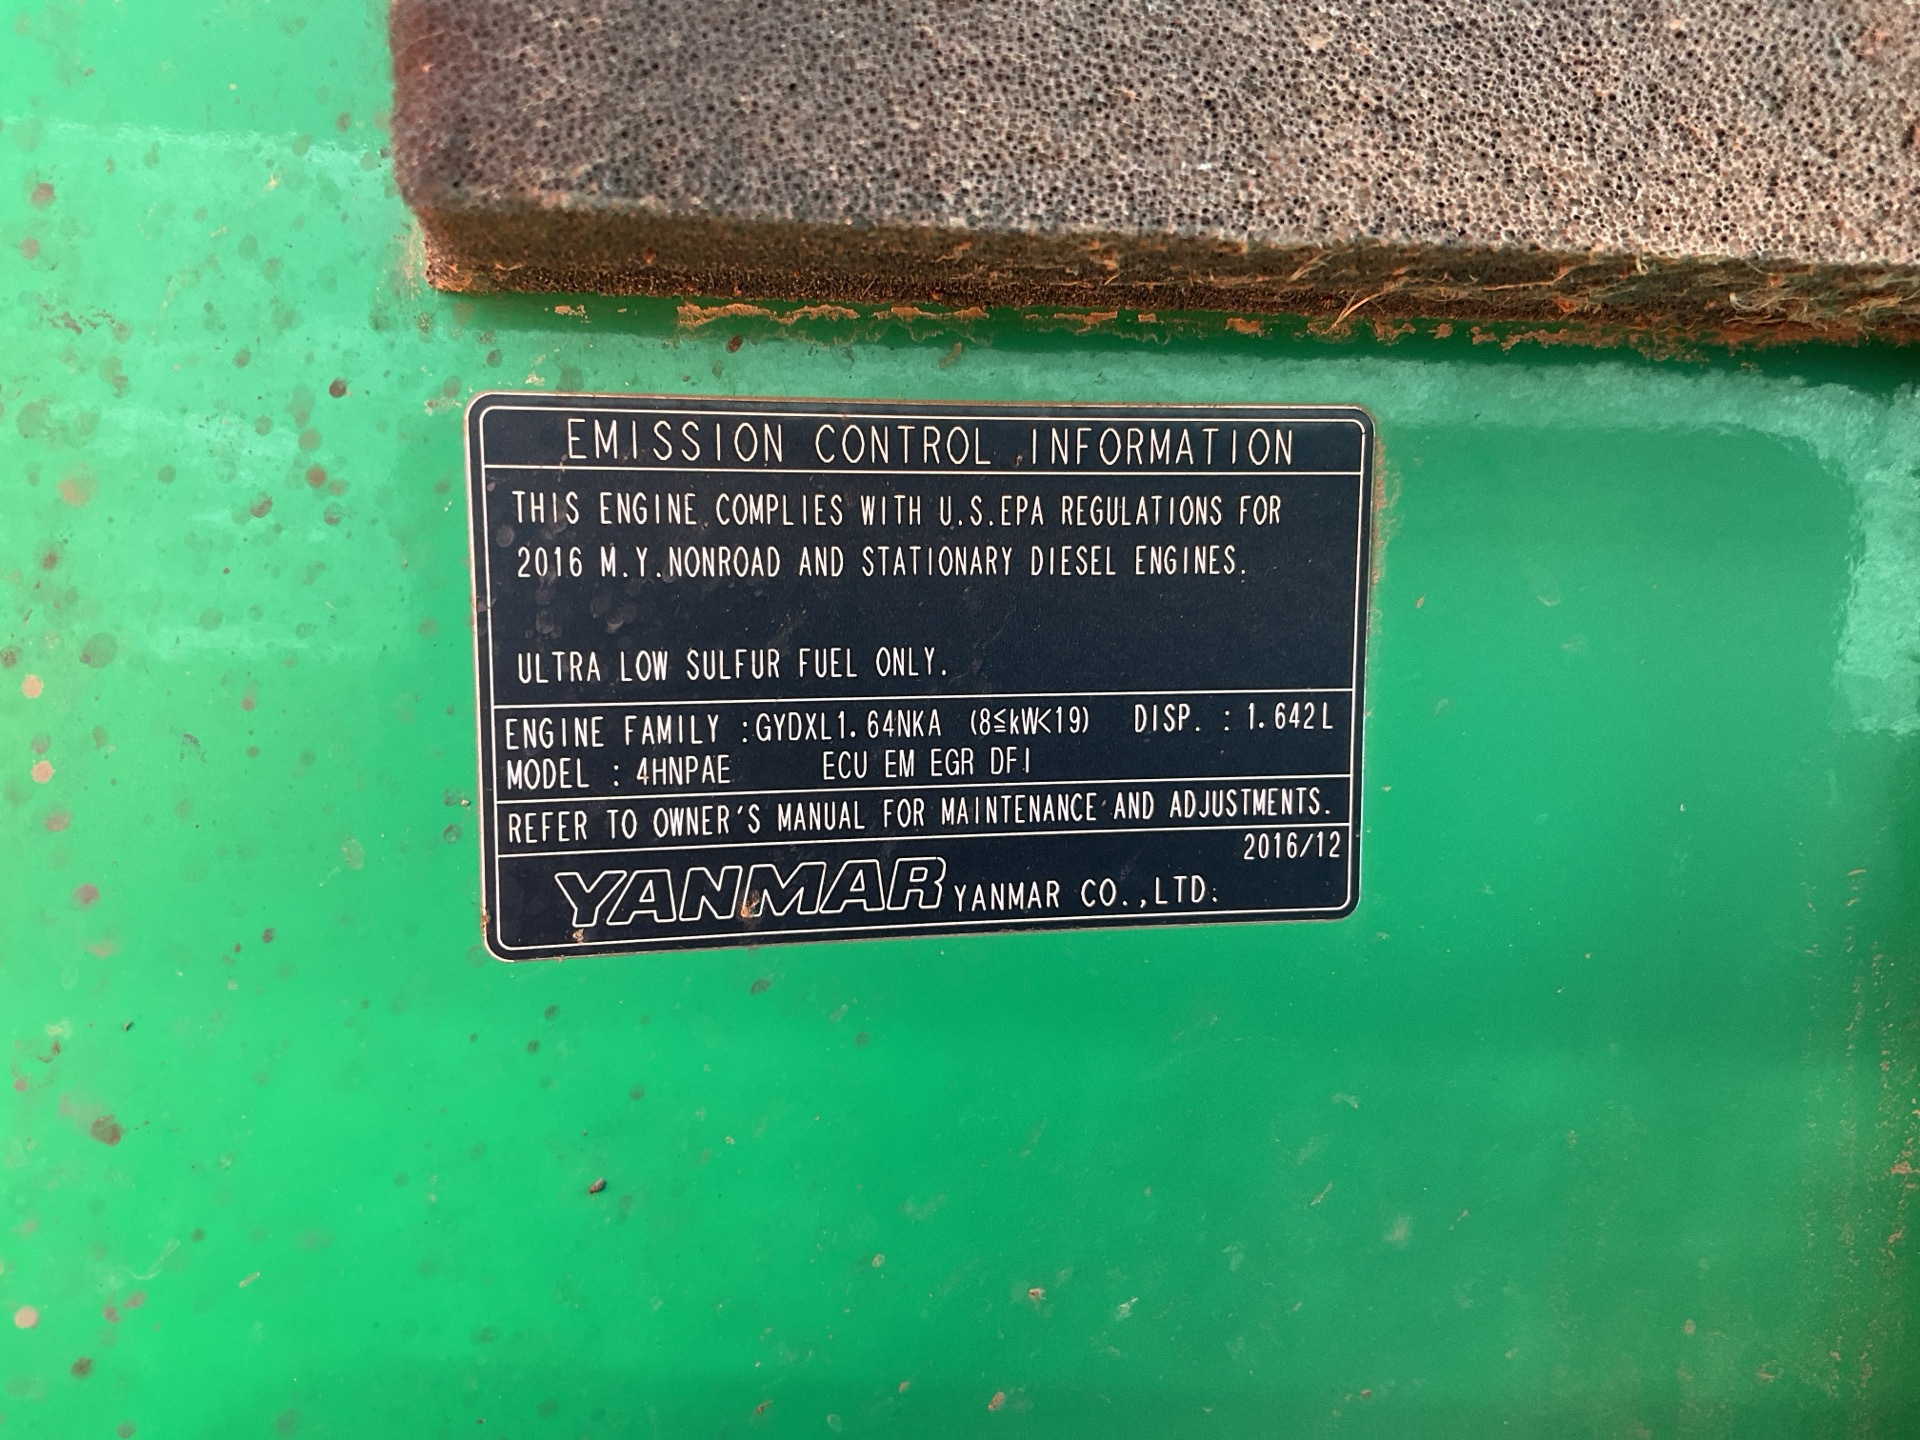 EMISSION CONTROL INFORMATION
THIS ENGINE COMPLIES WITH U.S.EPA REGULATIONS FOR
2016 M.Y.NONROAD AND STATIONARY DIESEL ENGINES.
ULTRA LOW SULFUR FUEL ONLY.
ENGINE FAMILY :GYDXL1.64NKA (8≦kW<19) DISP. : 1.642L
MODEL : 4HNPAE ECU EM EGR DFI
REFER TO OWNER'S MANUAL FOR MAINTENANCE AND ADJUSTMENTS.
2016/12
YANMAR YANMAR CO.,LTD.